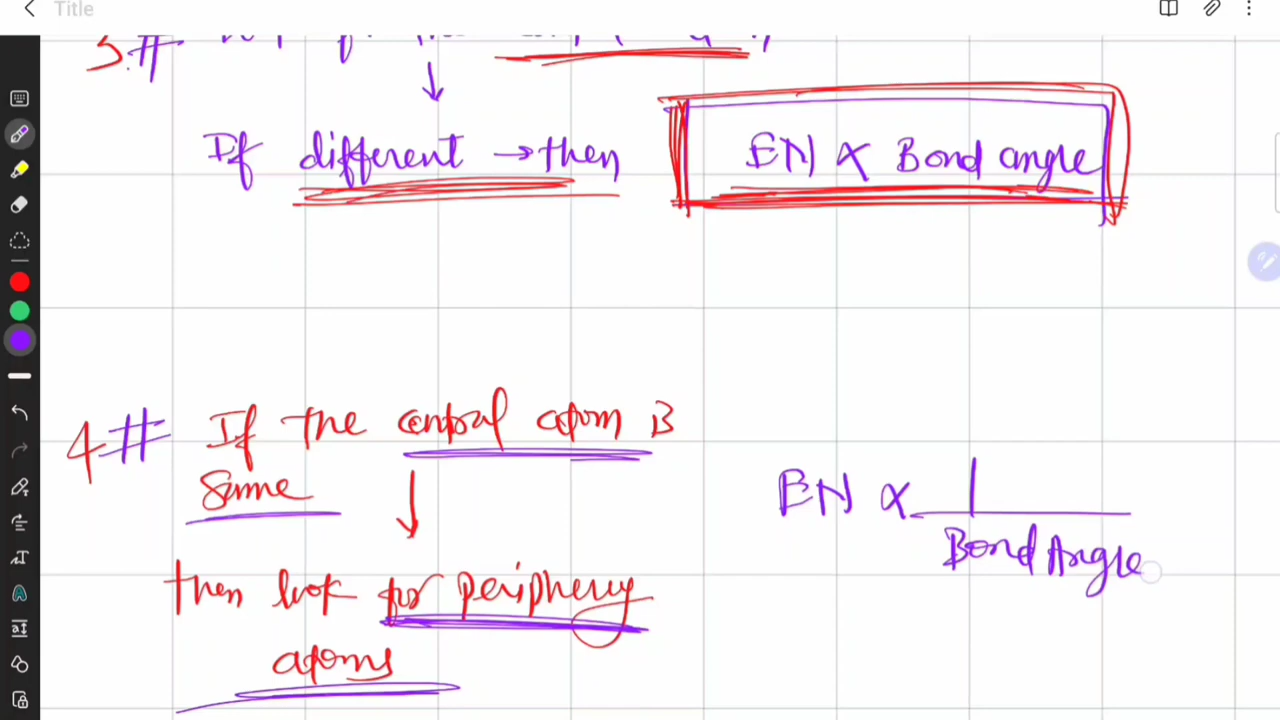 Title
3.#
If different → then EN ∝ Bond angle
4# If the central atom is
Same
EN ∝ 1
Bond Angle
then look for periphery
atoms